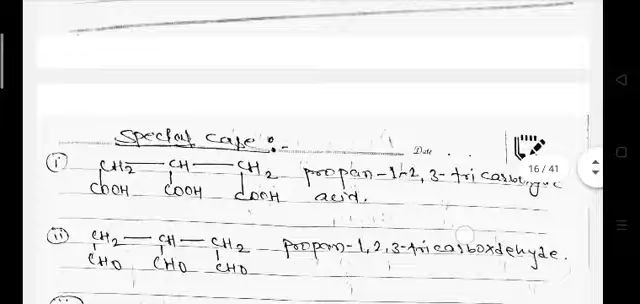 Special Case :-
Date
16 / 41
(i) CH2 — CH — CH2 propan-1-2, 3-tricarboxylic
COOH COOH COOH acid.
(ii) CH2 — CH — CH2 propan-1,2,3-tricarboxdehyde.
CHO CHO CHO